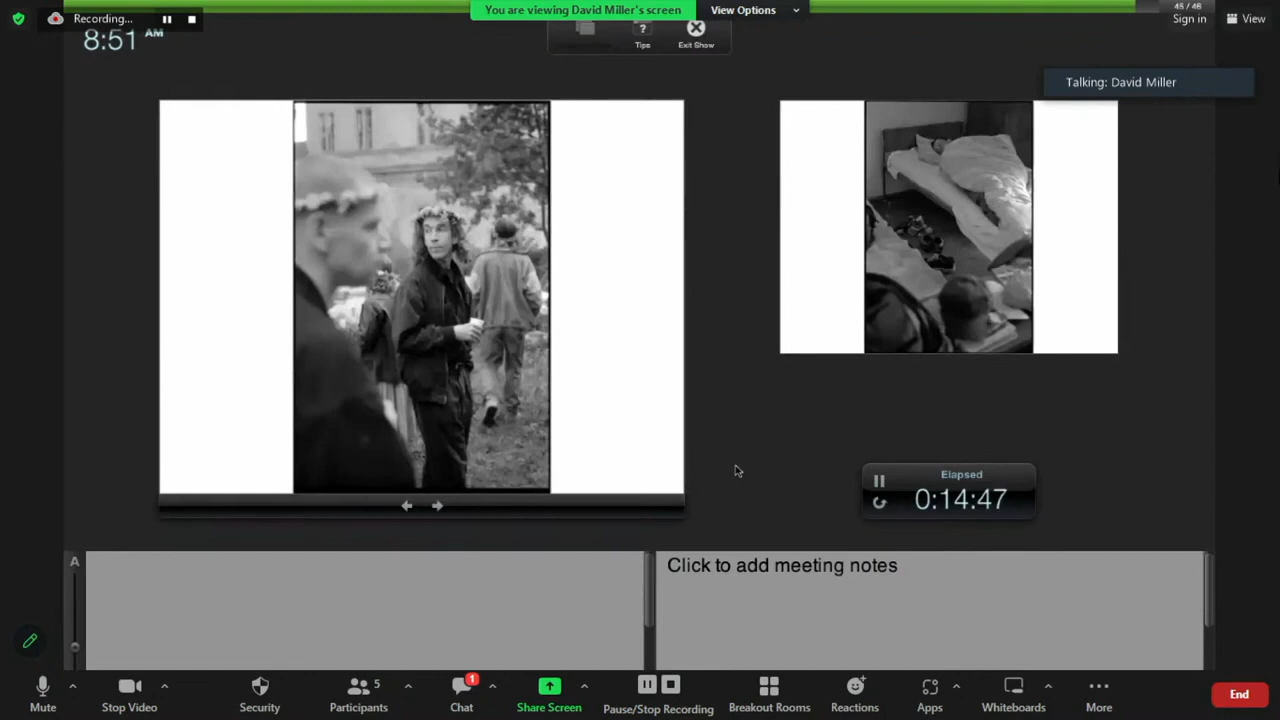 Recording...
You are viewing David Miller's screen
View Options
45 / 46
Sign in
View
8:51 AM
Tips
Exit Show
Talking: David Miller
Elapsed
0:14:47
A
Click to add meeting notes
Mute
Stop Video
Security
5
Participants
1
Chat
Share Screen
Pause/Stop Recording
Breakout Rooms
Reactions
Apps
Whiteboards
More
End